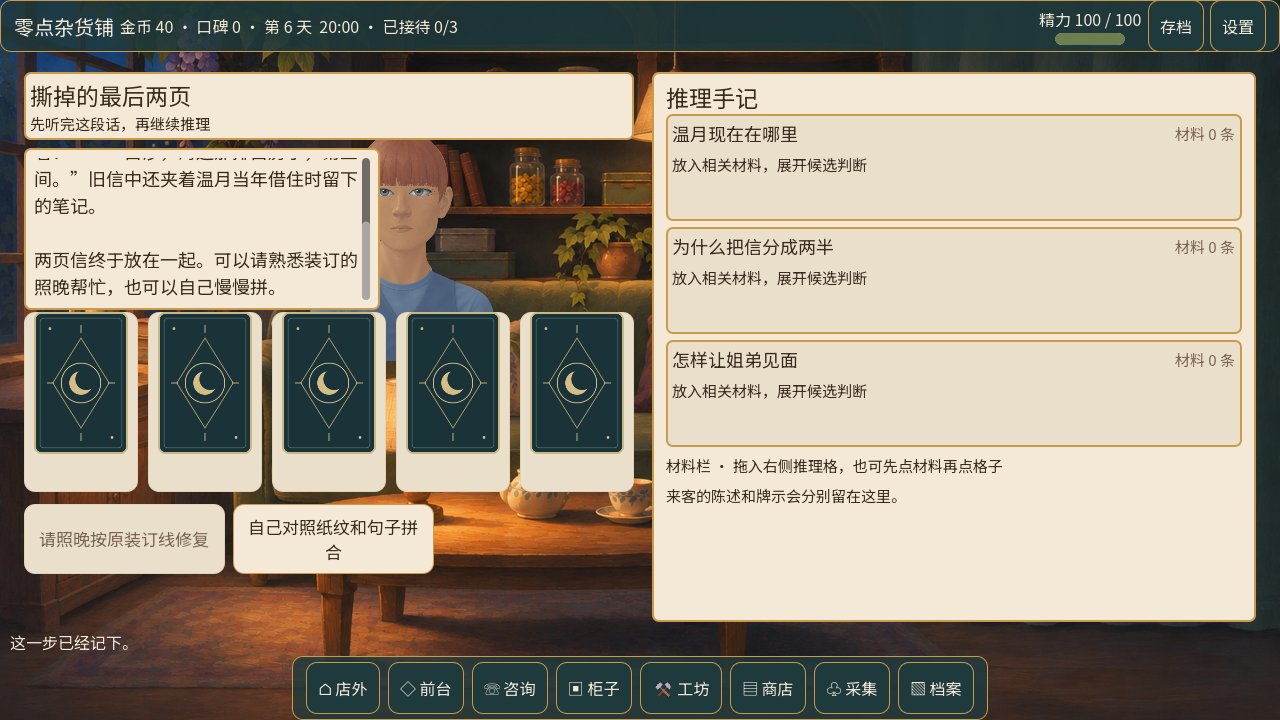 零点杂货铺 金币 40 · 口碑 0 · 第 6 天 20:00 · 已接待 0/3
精力 100 / 100
存档
设置
撕掉的最后两页
先听完这段话，再继续推理
间。”旧信中还夹着温月当年借住时留下
的笔记。
两页信终于放在一起。可以请熟悉装订的
照晚帮忙，也可以自己慢慢拼。
请照晚按原装订线修复
自己对照纸纹和句子拼
合
这一步已经记下。
推理手记
温月现在在哪里
材料 0 条
放入相关材料，展开候选判断
为什么把信分成两半
材料 0 条
放入相关材料，展开候选判断
怎样让姐弟见面
材料 0 条
放入相关材料，展开候选判断
材料栏 · 拖入右侧推理格，也可先点材料再点格子
来客的陈述和牌示会分别留在这里。
店外
前台
咨询
柜子
工坊
商店
采集
档案